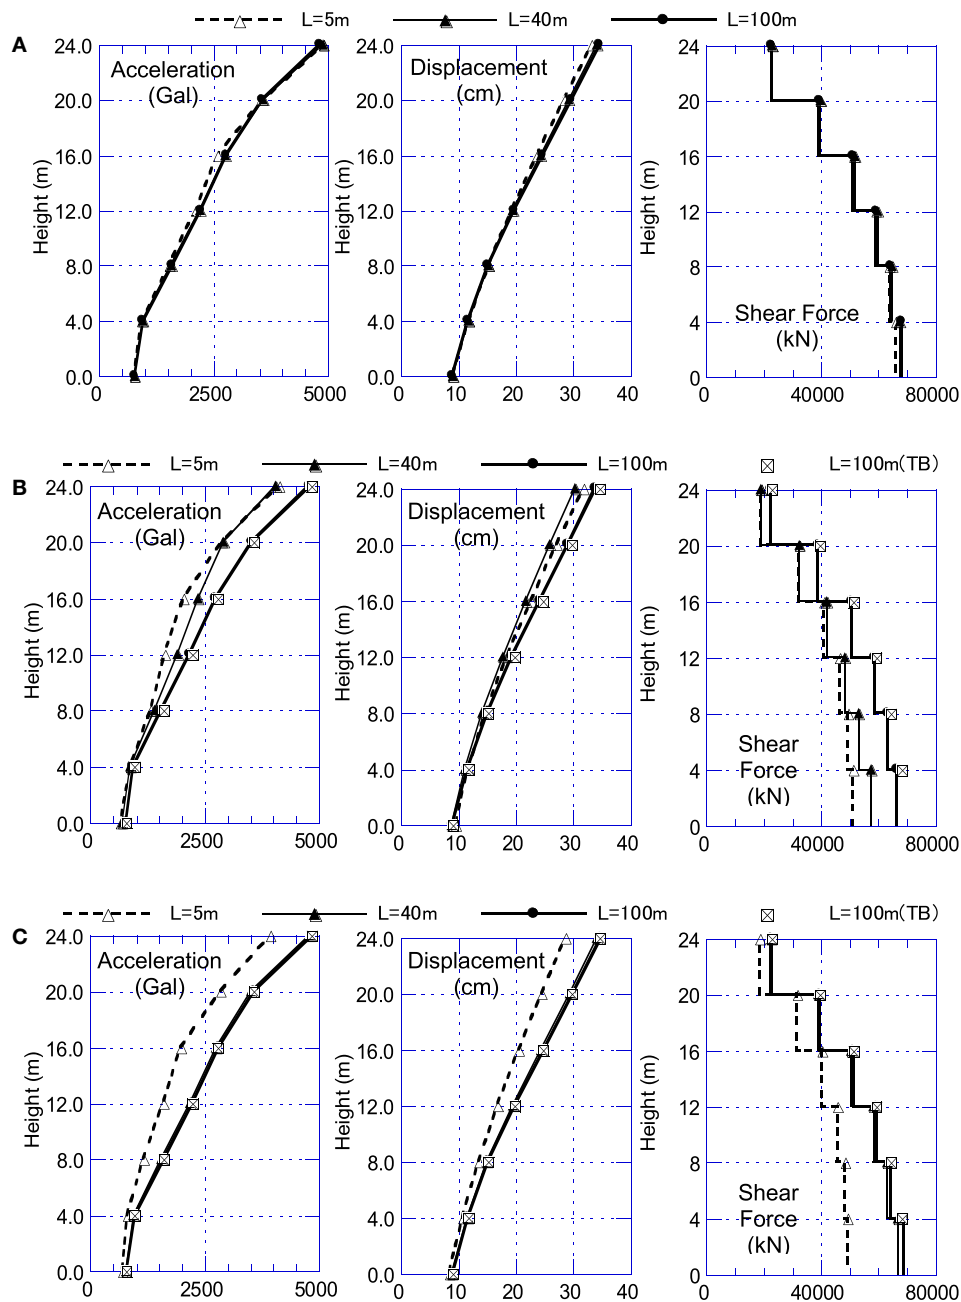 L=5m L=40m L=100m
A
24.0 20.0 16.0 12.0 8.0 4.0 0.0
Height (m)
Acceleration
(Gal)
0 2500 5000
24.0 20.0 16.0 12.0 8.0 4.0 0.0
Height (m)
Displacement
(cm)
0 10 20 30 40
24 20 16 12 8 4 0
Height (m)
Shear Force
(kN)
0 40000 80000
L=5m L=40m L=100m L=100m(TB)
B
24.0 20.0 16.0 12.0 8.0 4.0 0.0
Height (m)
Acceleration
(Gal)
0 2500 5000
24.0 20.0 16.0 12.0 8.0 4.0 0.0
Height (m)
Displacement
(cm)
0 10 20 30 40
24 20 16 12 8 4 0
Height (m)
Shear
Force
(kN)
0 40000 80000
L=5m L=40m L=100m L=100m(TB)
C
24.0 20.0 16.0 12.0 8.0 4.0 0.0
Height (m)
Acceleration
(Gal)
0 2500 5000
24.0 20.0 16.0 12.0 8.0 4.0 0.0
Height (m)
Displacement
(cm)
0 10 20 30 40
24 20 16 12 8 4 0
Height (m)
Shear
Force
(kN)
0 40000 80000